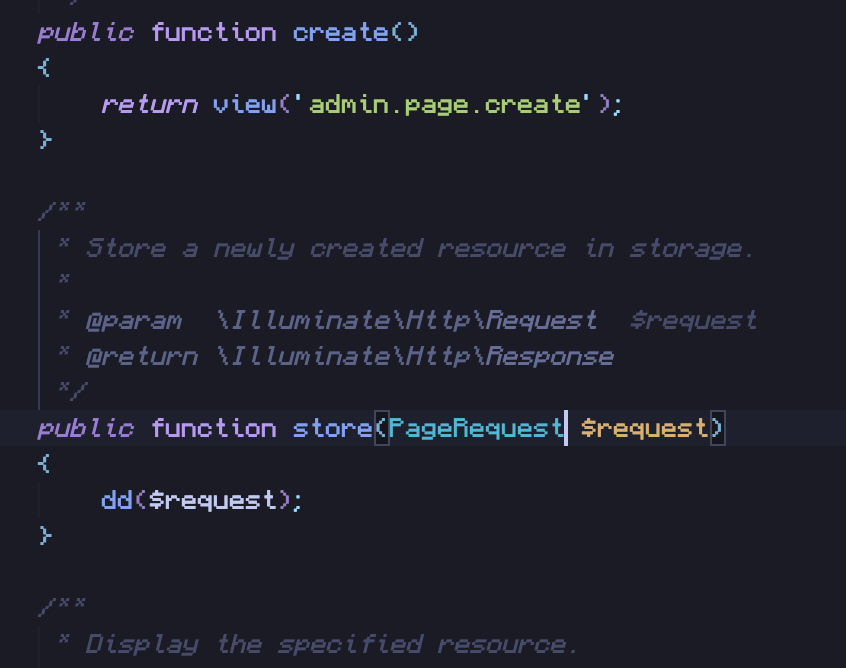 public function create()
{
return view('admin.page.create');
}
/**
* Store a newly created resource in storage.
*
* @param  \Illuminate\Http\Request  $request
* @return \Illuminate\Http\Response
*/
public function store(PageRequest $request)
{
dd($request);
}
/**
* Display the specified resource.